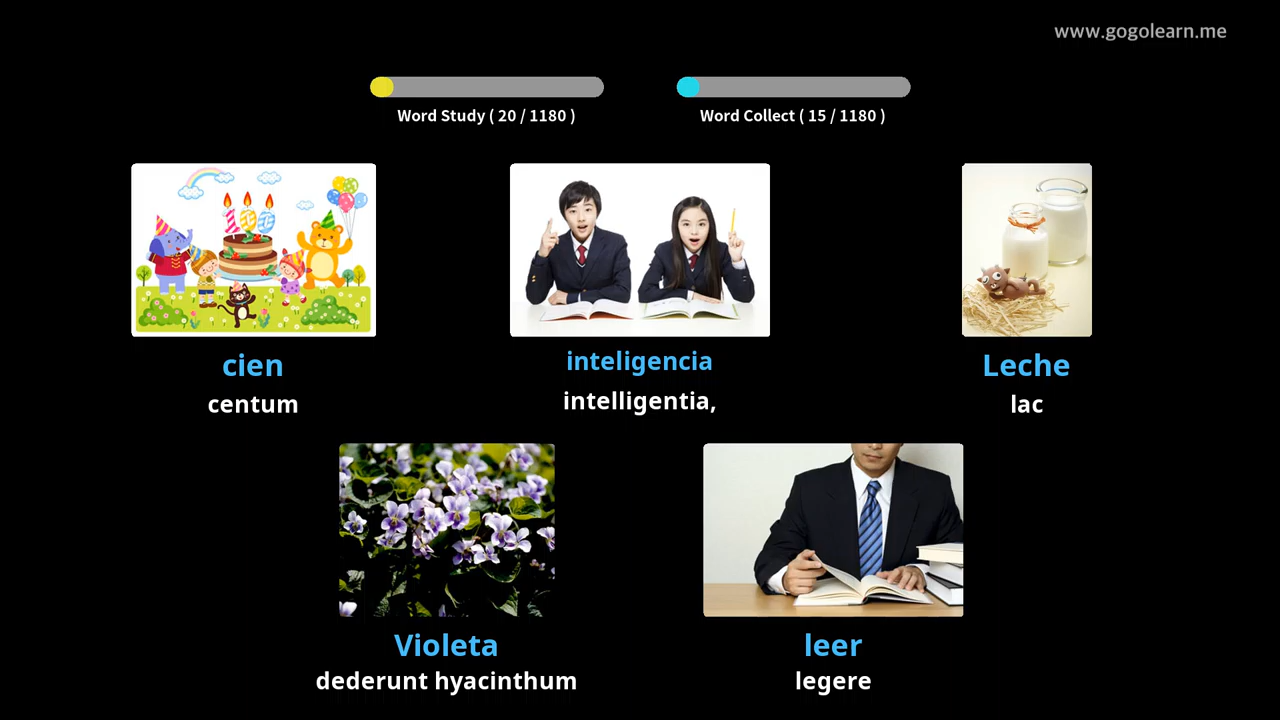 www.gogolearn.me
Word Study ( 20 / 1180 )
Word Collect ( 15 / 1180 )
100
cien
centum
inteligencia
intelligentia,
Leche
lac
Violeta
dederunt hyacinthum
leer
legere